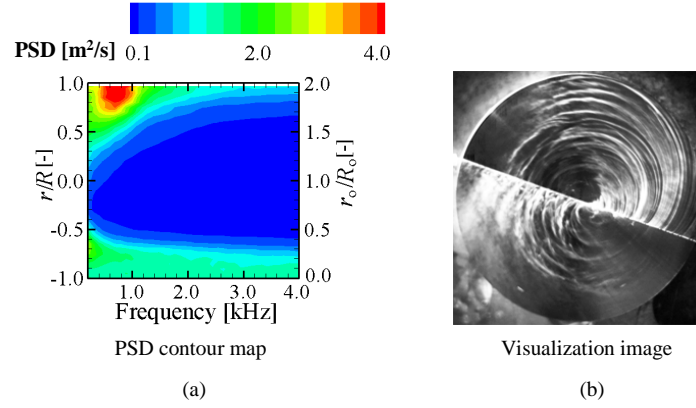 PSD [m²/s] 0.1 2.0 4.0
1.0 2.0
0.5 1.5
0.0 1.0
-0.5 0.5
-1.0 0.0
r/R [-]
rₒ/Rₒ[-]
1.0 2.0 3.0 4.0
Frequency [kHz]
PSD contour map Visualization image
(a) (b)